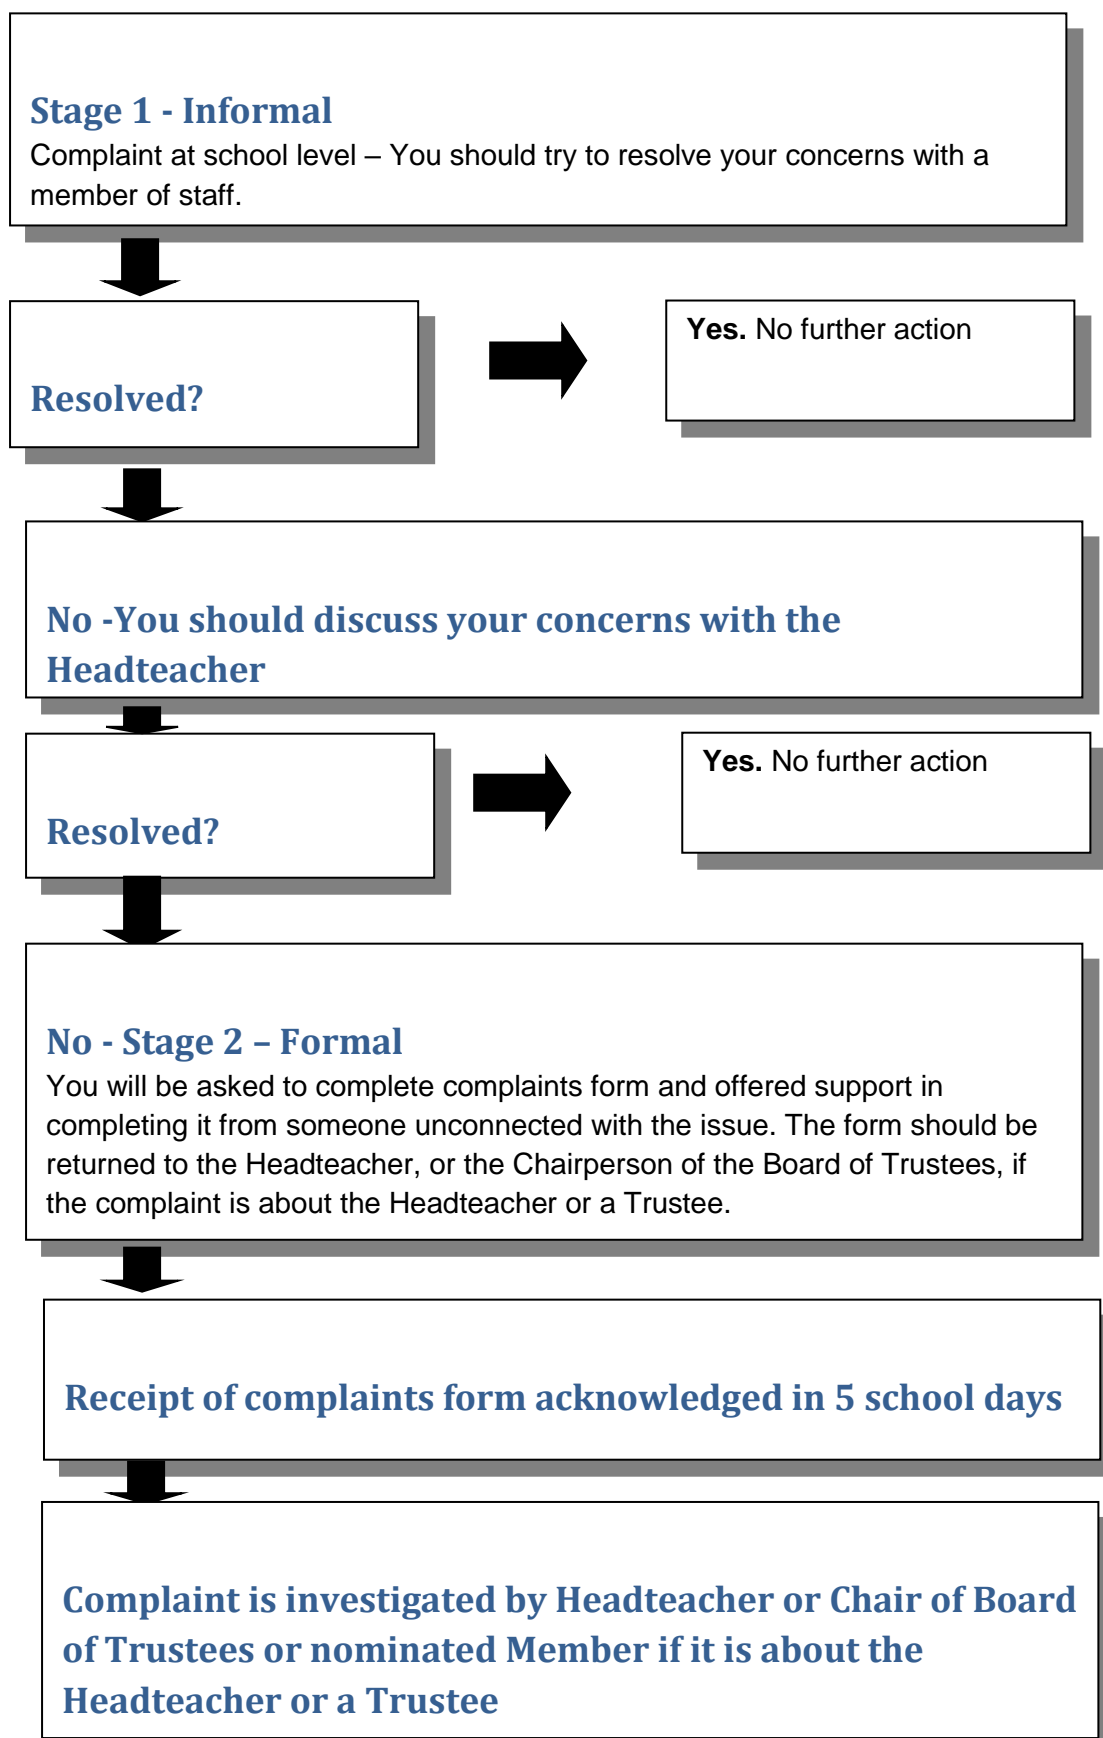 Stage 1 - Informal
Complaint at school level – You should try to resolve your concerns with a
member of staff.
Resolved?
Yes. No further action
No -You should discuss your concerns with the
Headteacher
Resolved?
Yes. No further action
No - Stage 2 – Formal
You will be asked to complete complaints form and offered support in
completing it from someone unconnected with the issue. The form should be
returned to the Headteacher, or the Chairperson of the Board of Trustees, if
the complaint is about the Headteacher or a Trustee.
Receipt of complaints form acknowledged in 5 school days
Complaint is investigated by Headteacher or Chair of Board
of Trustees or nominated Member if it is about the
Headteacher or a Trustee